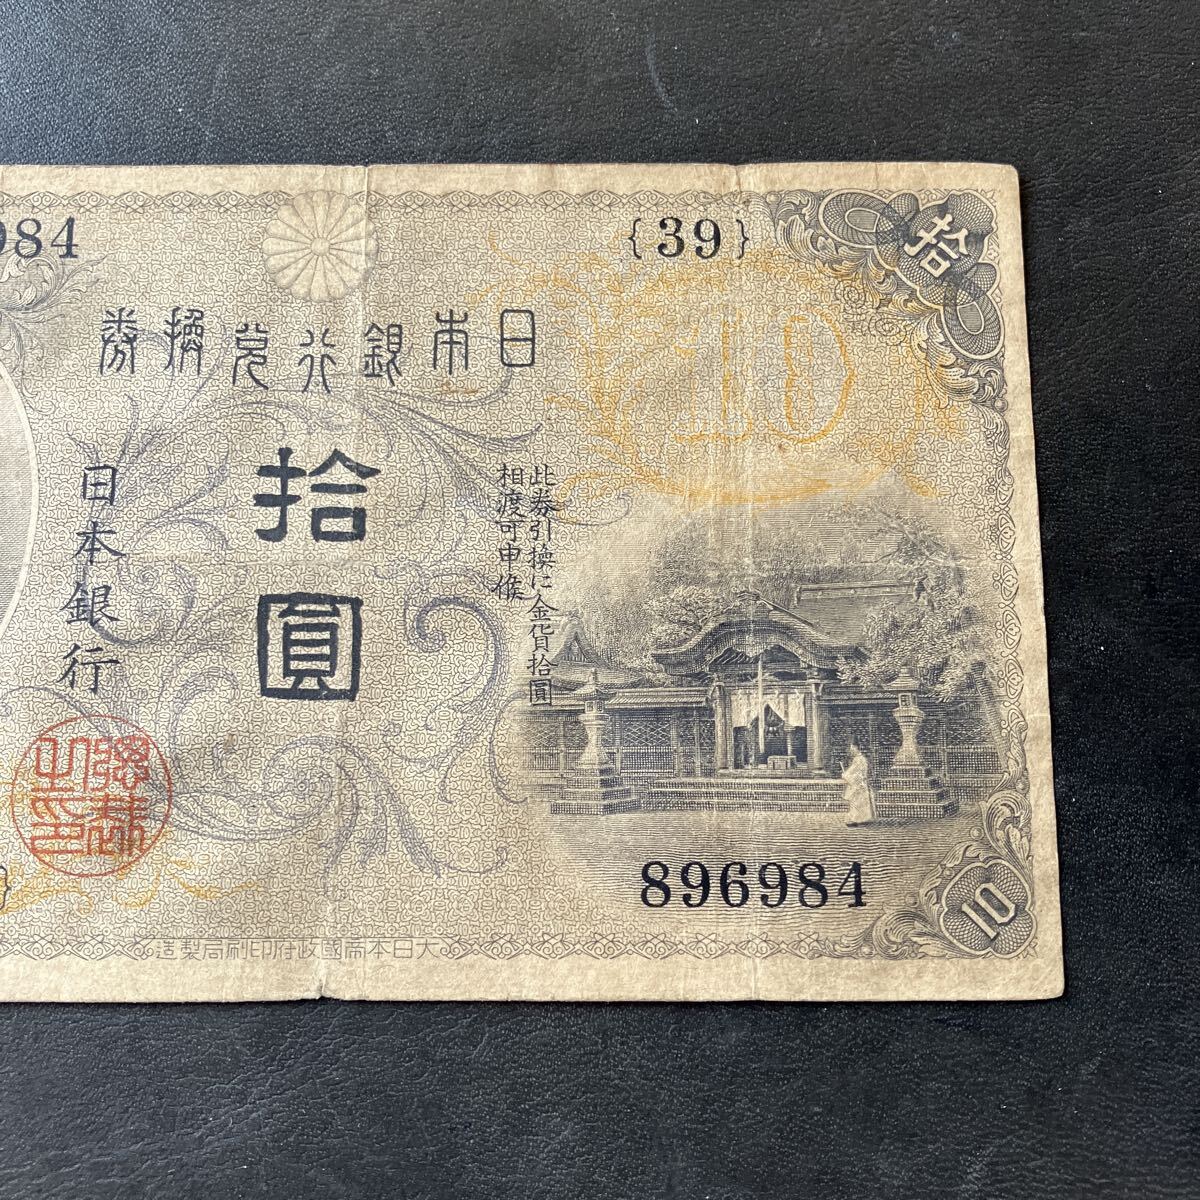 984
{39}
拾
日本銀行兌換券
10
拾圓
此券引換に金貨拾圓
相渡可申候
日本銀行
896984
10
大日本帝國政府印刷局製造